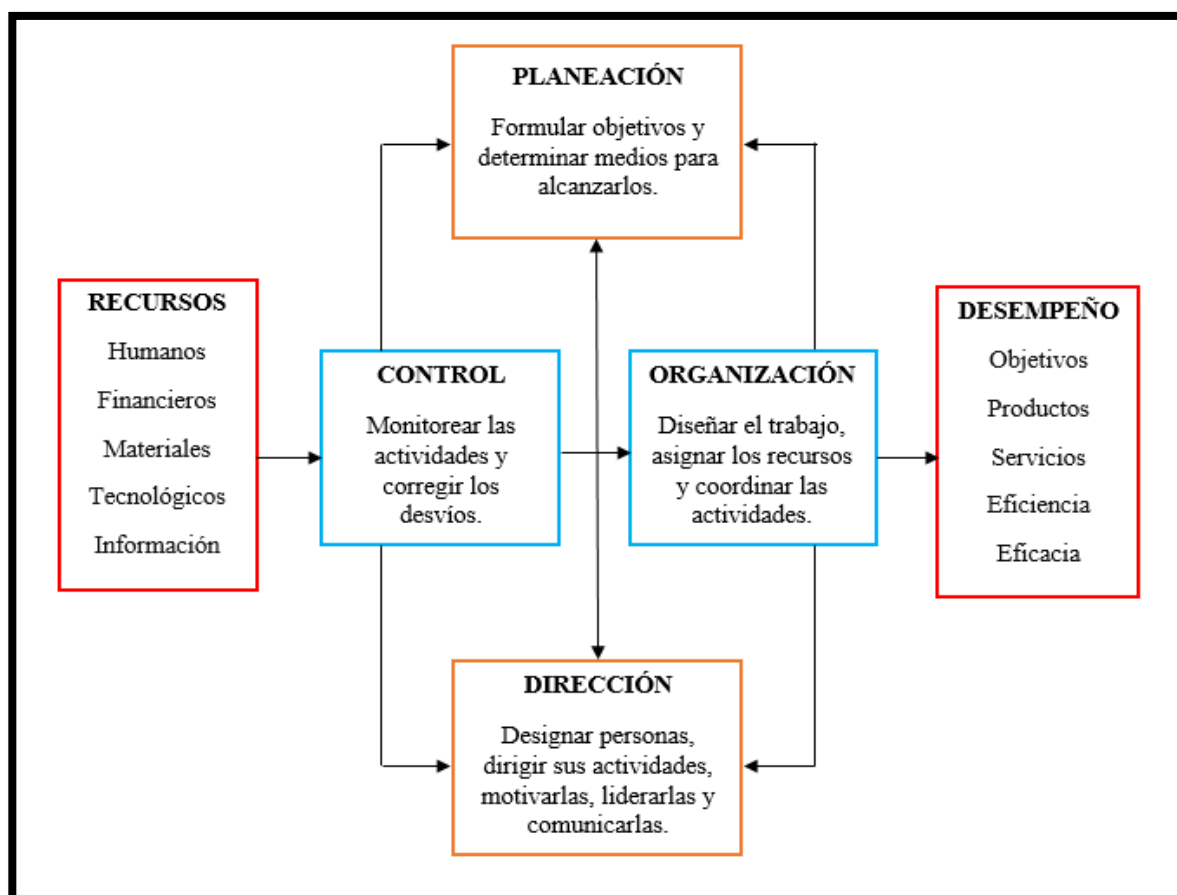 PLANEACIÓN
Formular objetivos y
determinar medios para
alcanzarlos.
RECURSOS
Humanos
Financieros
Materiales
Tecnológicos
Información
CONTROL
Monitorear las
actividades y
corregir los
desvíos.
ORGANIZACIÓN
Diseñar el trabajo,
asignar los recursos
y coordinar las
actividades.
DESEMPEÑO
Objetivos
Productos
Servicios
Eficiencia
Eficacia
DIRECCIÓN
Designar personas,
dirigir sus actividades,
motivarlas, liderarlas y
comunicarlas.